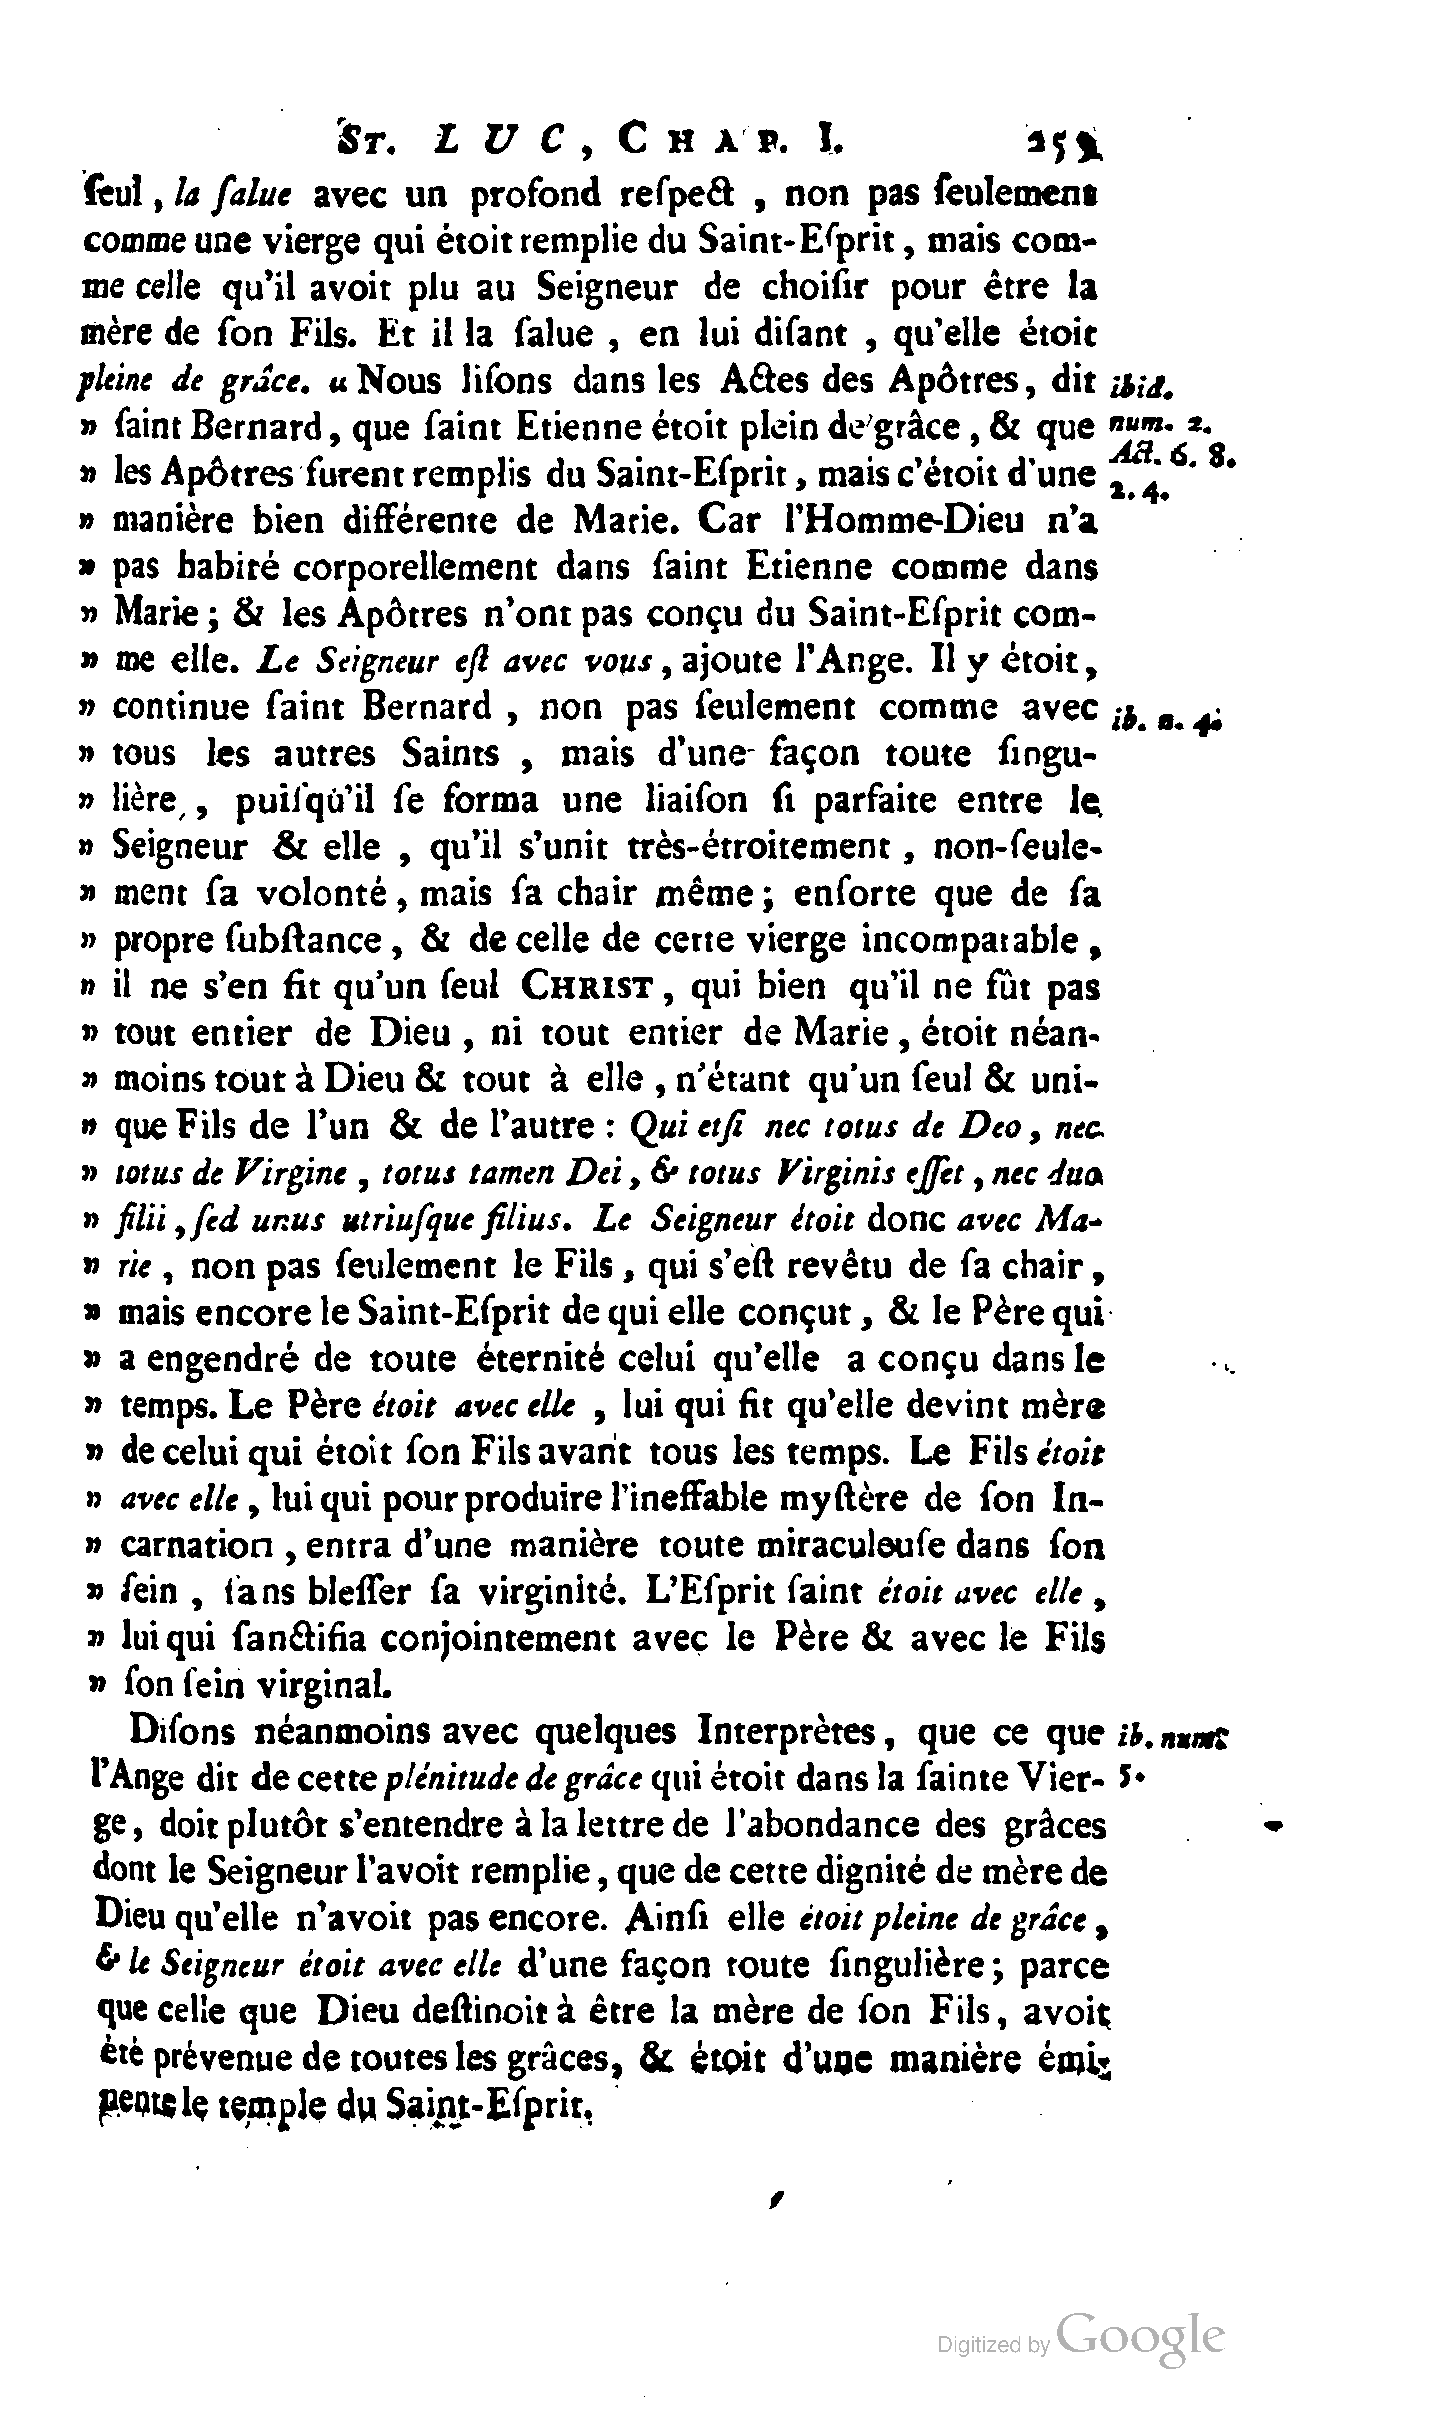 ST. LUC, CHAP. I. 25
ſeul, la ſalue avec un profond reſpect, non pas ſeulement
comme une vierge qui étoit remplie du Saint-Eſprit, mais com-
me celle qu'il avoit plu au Seigneur de choiſir pour être la
mère de ſon Fils. Et il la ſalue, en lui diſant, qu'elle étoit
pleine de grâce. « Nous liſons dans les Actes des Apôtres, dit ibid.
» ſaint Bernard, que ſaint Etienne étoit plein de grâce, & que num. 2.
» les Apôtres furent remplis du Saint-Eſprit, mais c'étoit d'une Act. 6. 8.
2. 4.
» manière bien différente de Marie. Car l'Homme-Dieu n'a
» pas habité corporellement dans ſaint Etienne comme dans
» Marie; & les Apôtres n'ont pas conçu du Saint-Eſprit com-
» me elle. Le Seigneur eſt avec vous, ajoute l'Ange. Il y étoit,
» continue ſaint Bernard, non pas ſeulement comme avec ib. n. 4.
» tous les autres Saints, mais d'une façon toute ſingu-
» lière, puiſqu'il ſe forma une liaiſon ſi parfaite entre le
» Seigneur & elle, qu'il s'unit très-étroitement, non-ſeule-
» ment ſa volonté, mais ſa chair même; enſorte que de ſa
» propre ſubſtance, & de celle de cette vierge incomparable,
» il ne s'en fit qu'un ſeul CHRIST, qui bien qu'il ne fût pas
» tout entier de Dieu, ni tout entier de Marie, étoit néan-
» moins tout à Dieu & tout à elle, n'étant qu'un ſeul & uni-
» que Fils de l'un & de l'autre: Qui etſi nec totus de Deo, nec
» totus de Virgine, totus tamen Dei, & totus Virginis eſſet, nec duo
» filii, ſed unus utriuſque filius. Le Seigneur étoit donc avec Ma-
» rie, non pas ſeulement le Fils, qui s'eſt revêtu de ſa chair,
» mais encore le Saint-Eſprit de qui elle conçut, & le Père qui
» a engendré de toute éternité celui qu'elle a conçu dans le
» temps. Le Père étoit avec elle, lui qui fit qu'elle devint mère
» de celui qui étoit ſon Fils avant tous les temps. Le Fils étoit
» avec elle, lui qui pour produire l'ineffable myſtère de ſon In-
» carnation, entra d'une manière toute miraculeuſe dans ſon
» ſein, ſans bleſſer ſa virginité. L'Eſprit ſaint étoit avec elle,
» lui qui ſanctifia conjointement avec le Père & avec le Fils
» ſon ſein virginal.
Diſons néanmoins avec quelques Interprètes, que ce que ib. num.
l'Ange dit de cette plénitude de grâce qui étoit dans la ſainte Vier- 5.
ge, doit plutôt s'entendre à la lettre de l'abondance des grâces
dont le Seigneur l'avoit remplie, que de cette dignité de mère de
Dieu qu'elle n'avoit pas encore. Ainſi elle étoit pleine de grâce,
& le Seigneur étoit avec elle d'une façon toute ſingulière; parce
que celle que Dieu deſtinoit à être la mère de ſon Fils, avoit
été prévenue de toutes les grâces, & étoit d'une manière émi-
nente le temple du Saint-Eſprit.
Digitized by Google